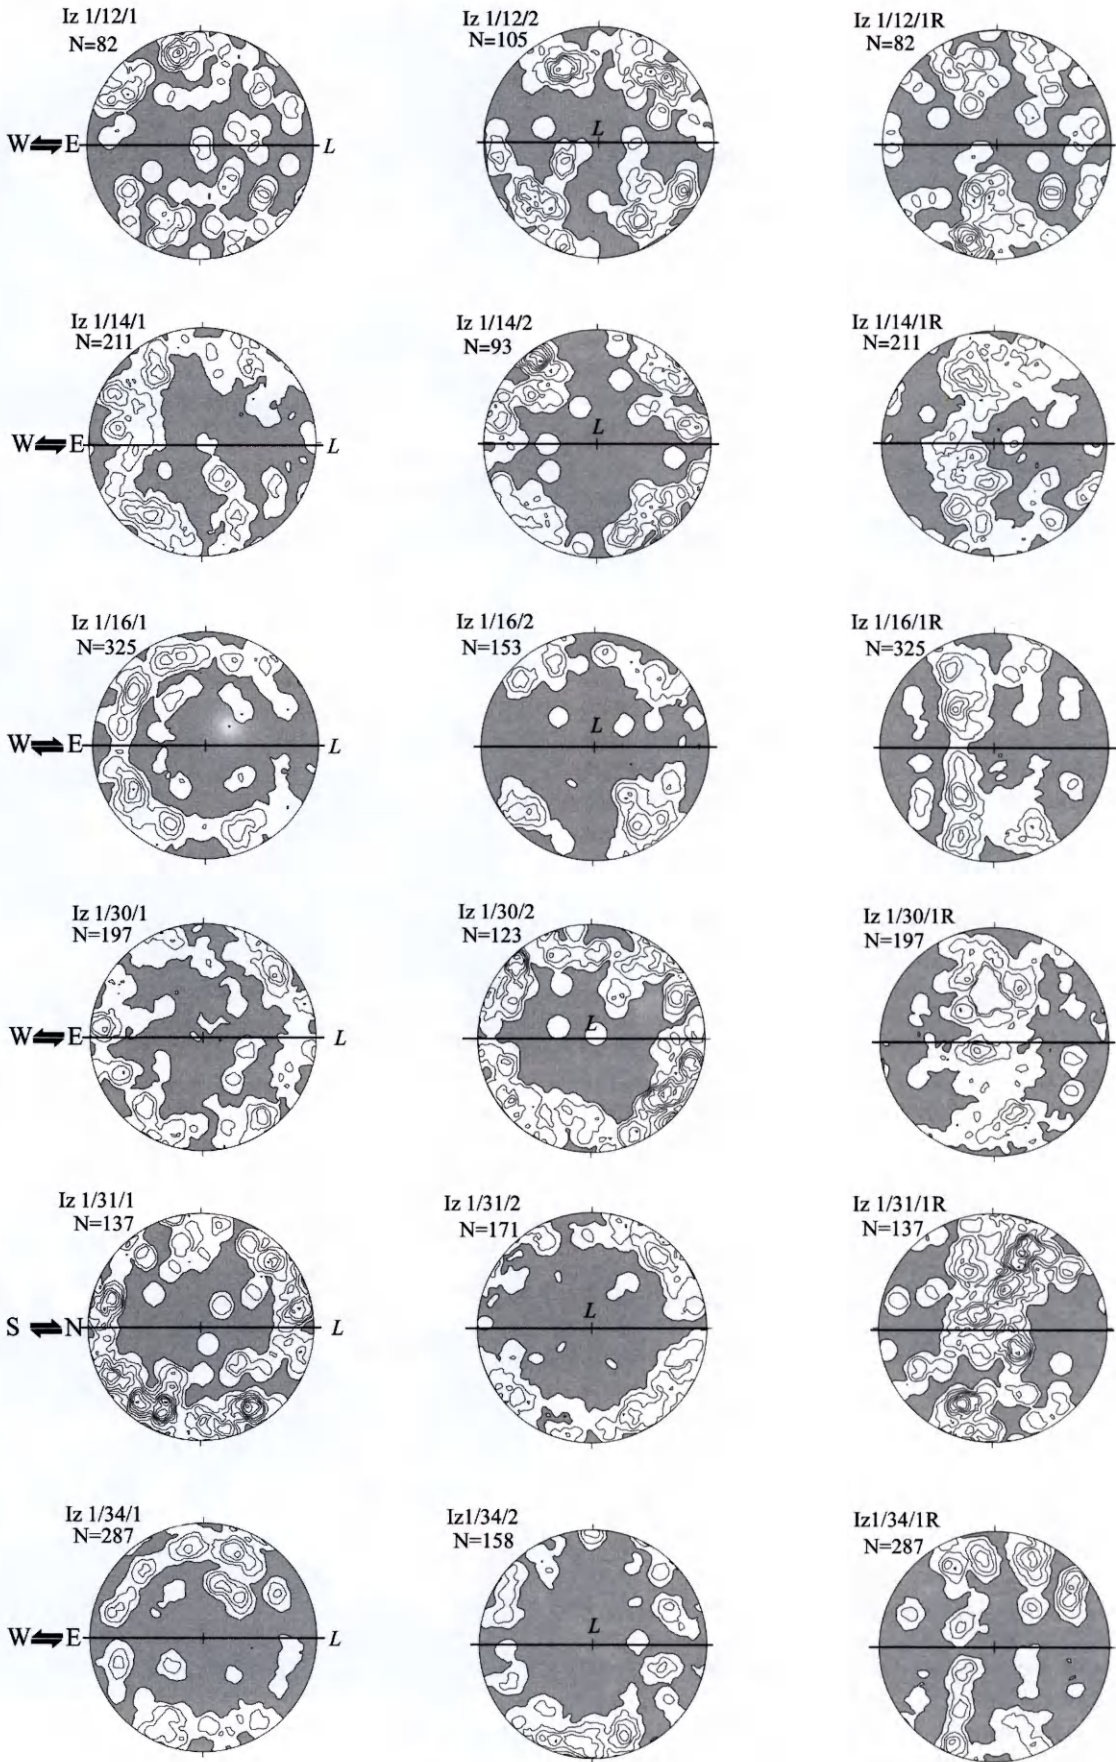 Iz 1/12/1
N=82
Iz 1/12/2
N=105
Iz 1/12/1R
N=82
W E L
L
Iz 1/14/1
N=211
Iz 1/14/2
N=93
Iz 1/14/1R
N=211
W E L
L
Iz 1/16/1
N=325
Iz 1/16/2
N=153
Iz 1/16/1R
N=325
W E L
L
Iz 1/30/1
N=197
Iz 1/30/2
N=123
Iz 1/30/1R
N=197
W E L
L
Iz 1/31/1
N=137
Iz 1/31/2
N=171
Iz 1/31/1R
N=137
S N L
L
Iz 1/34/1
N=287
Iz1/34/2
N=158
Iz1/34/1R
N=287
W E L
L